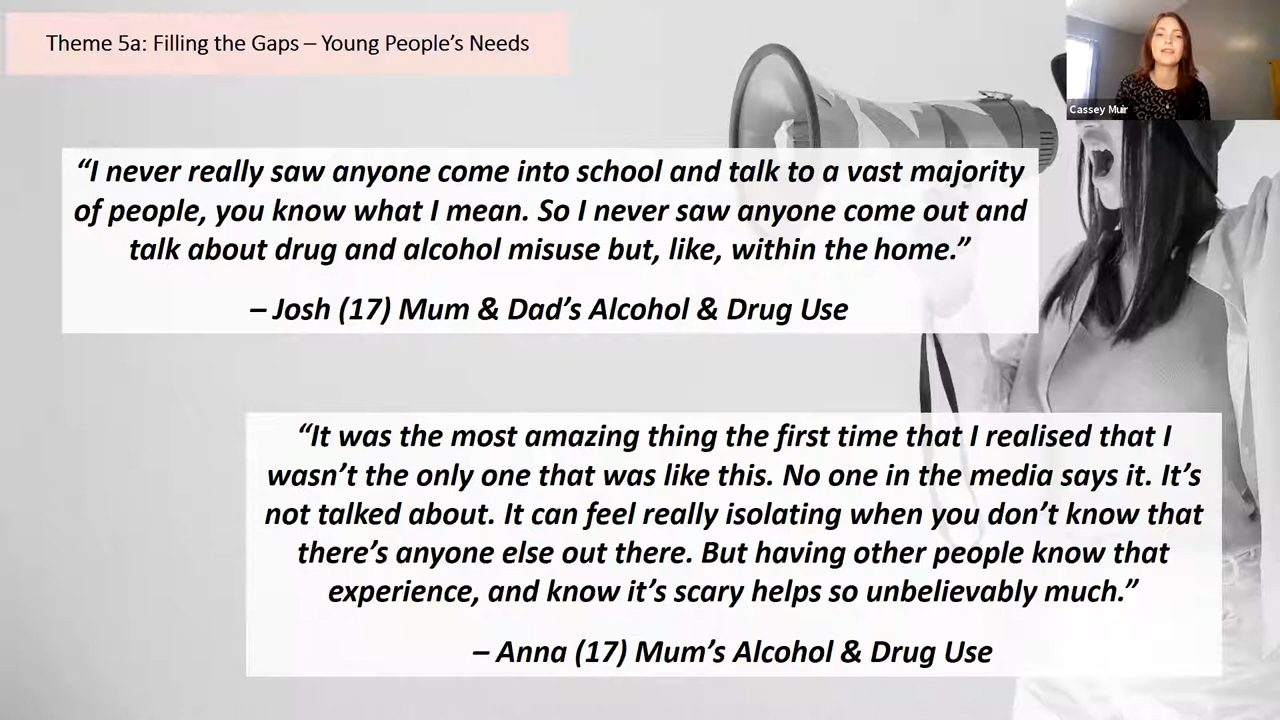 Theme 5a: Filling the Gaps – Young People's Needs
Cassey Muir
“I never really saw anyone come into school and talk to a vast majority
of people, you know what I mean. So I never saw anyone come out and
talk about drug and alcohol misuse but, like, within the home.”
– Josh (17) Mum & Dad’s Alcohol & Drug Use
“It was the most amazing thing the first time that I realised that I
wasn’t the only one that was like this. No one in the media says it. It’s
not talked about. It can feel really isolating when you don’t know that
there’s anyone else out there. But having other people know that
experience, and know it’s scary helps so unbelievably much.”
– Anna (17) Mum’s Alcohol & Drug Use